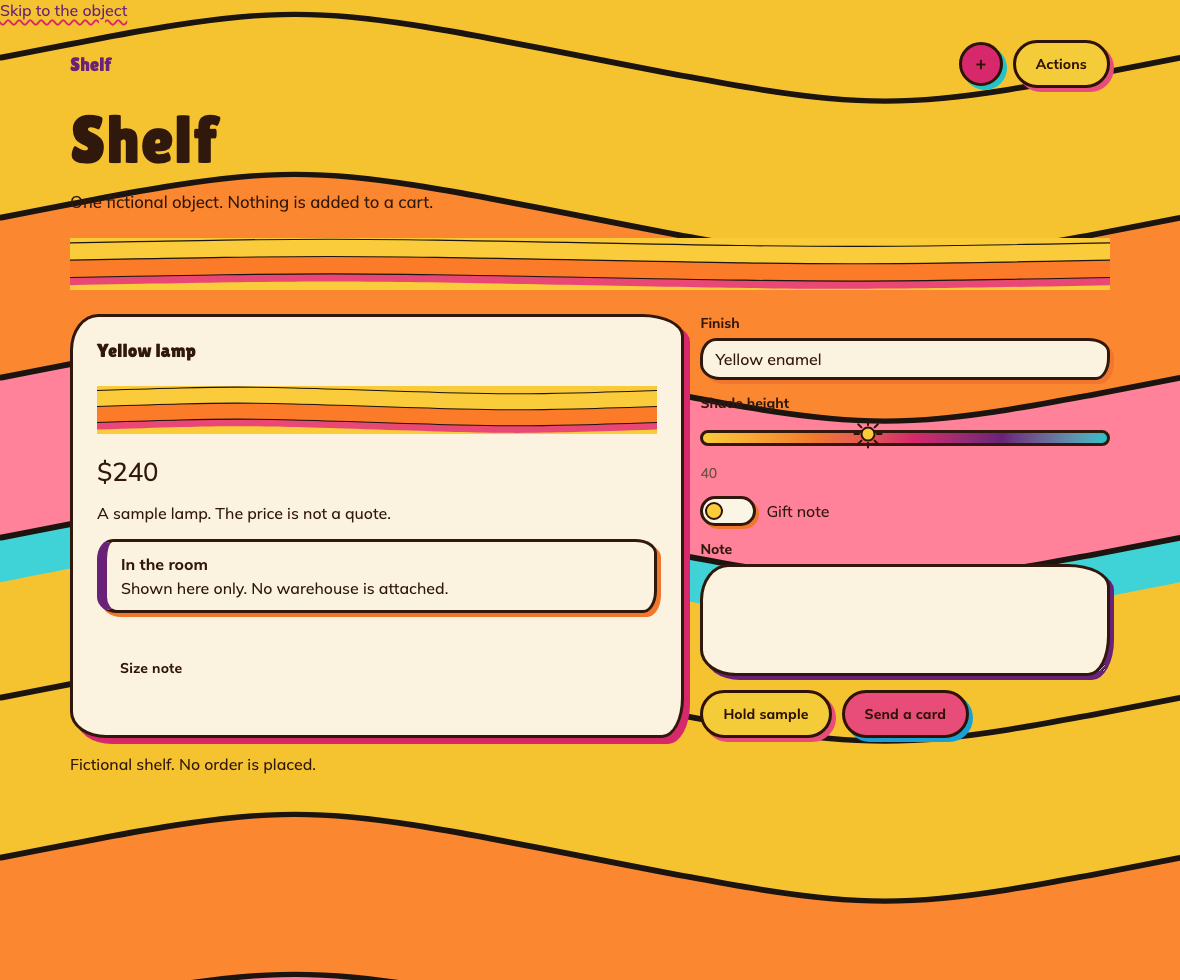 Skip to the object
Shelf
+
Actions
Shelf
One fictional object. Nothing is added to a cart.
Yellow lamp
$240
A sample lamp. The price is not a quote.
In the room
Shown here only. No warehouse is attached.
Size note
Finish
Yellow enamel
Shade height
40
Gift note
Note
Hold sample
Send a card
Fictional shelf. No order is placed.